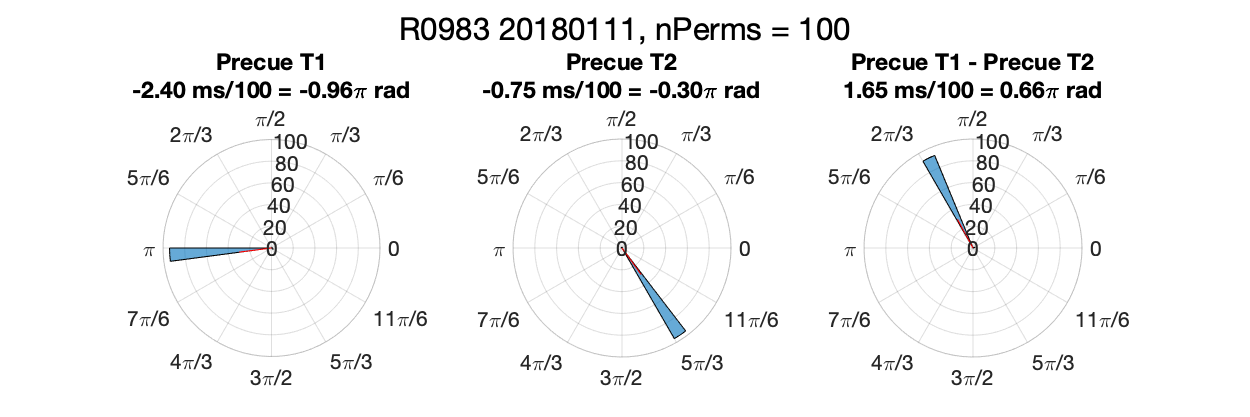 R0983 20180111, nPerms = 100
Precue T1
-2.40 ms/100 = -0.96π rad
π/2
2π/3
π/3
5π/6
π/6
π
0
7π/6
11π/6
4π/3
5π/3
3π/2
100
80
60
40
20
0
Precue T2
-0.75 ms/100 = -0.30π rad
π/2
2π/3
π/3
5π/6
π/6
π
0
7π/6
11π/6
4π/3
5π/3
3π/2
100
80
60
40
20
0
Precue T1 - Precue T2
1.65 ms/100 = 0.66π rad
π/2
2π/3
π/3
5π/6
π/6
π
0
7π/6
11π/6
4π/3
5π/3
3π/2
100
80
60
40
20
0